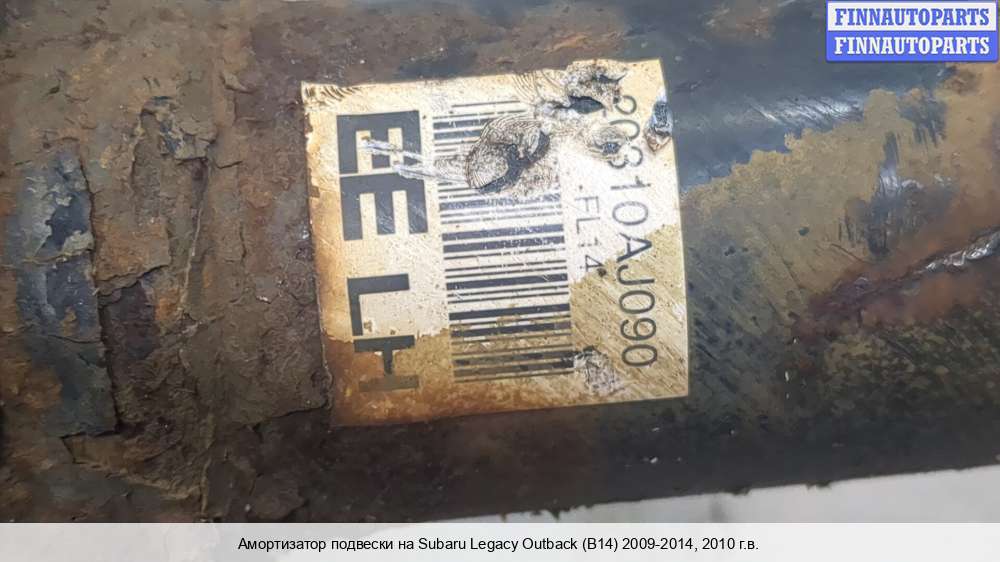 FINNAUTOPARTS
FINNAUTOPARTS
20310AJ090
FL14
EE LH
Амортизатор подвески на Subaru Legacy Outback (B14) 2009-2014, 2010 г.в.